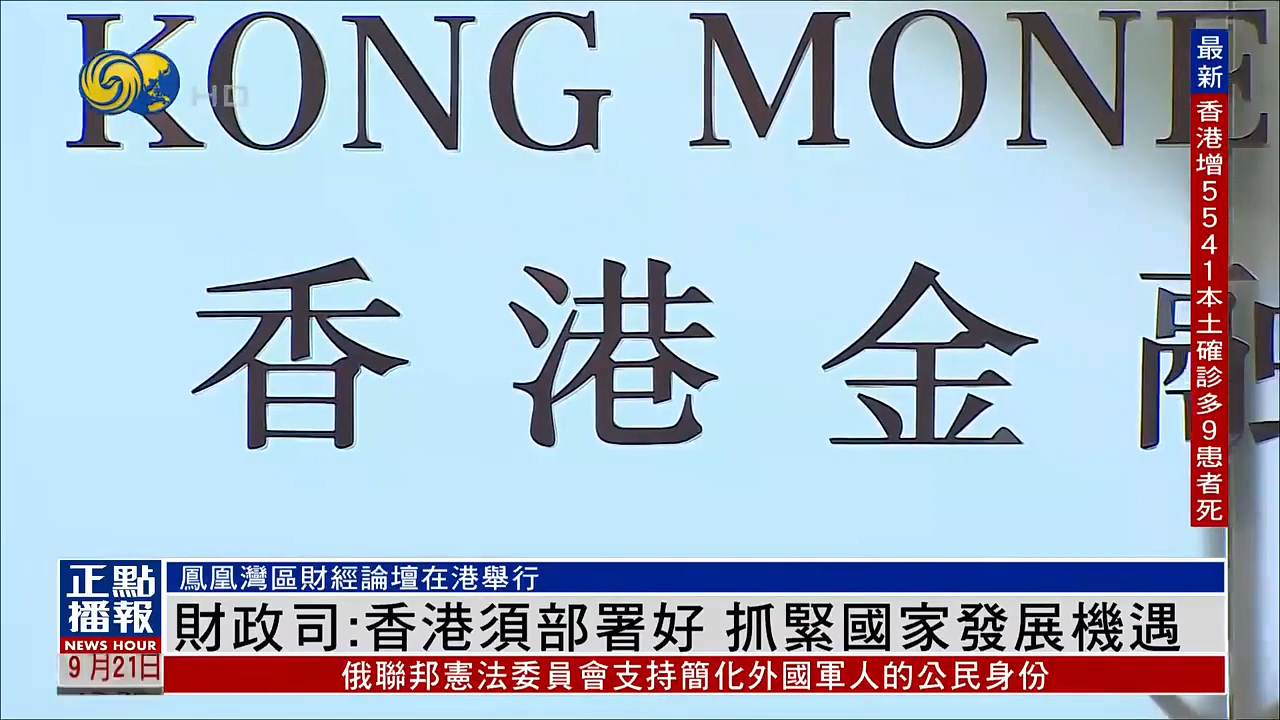 KONG MONE
HD
香港金融
最新
香港增5541本土確診多9患者死
正點播報
NEWS HOUR
9月21日
鳳凰灣區財經論壇在港舉行
財政司:香港須部署好 抓緊國家發展機遇
俄聯邦憲法委員會支持簡化外國軍人的公民身份